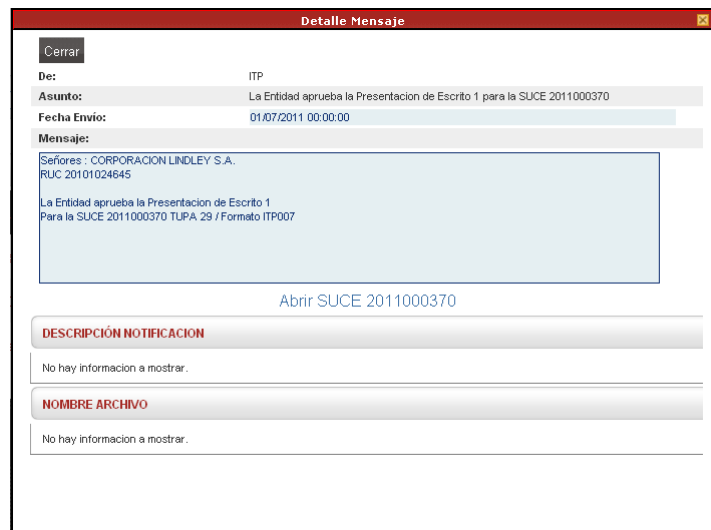 Detalle Mensaje
Cerrar
De: ITP
Asunto: La Entidad aprueba la Presentacion de Escrito 1 para la SUCE 2011000370
Fecha Envío: 01/07/2011 00:00:00
Mensaje:
Señores : CORPORACION LINDLEY S.A.
RUC 20101024645
La Entidad aprueba la Presentacion de Escrito 1
Para la SUCE 2011000370 TUPA 29 / Formato ITP007
Abrir SUCE 2011000370
DESCRIPCIÓN NOTIFICACION
No hay informacion a mostrar.
NOMBRE ARCHIVO
No hay informacion a mostrar.